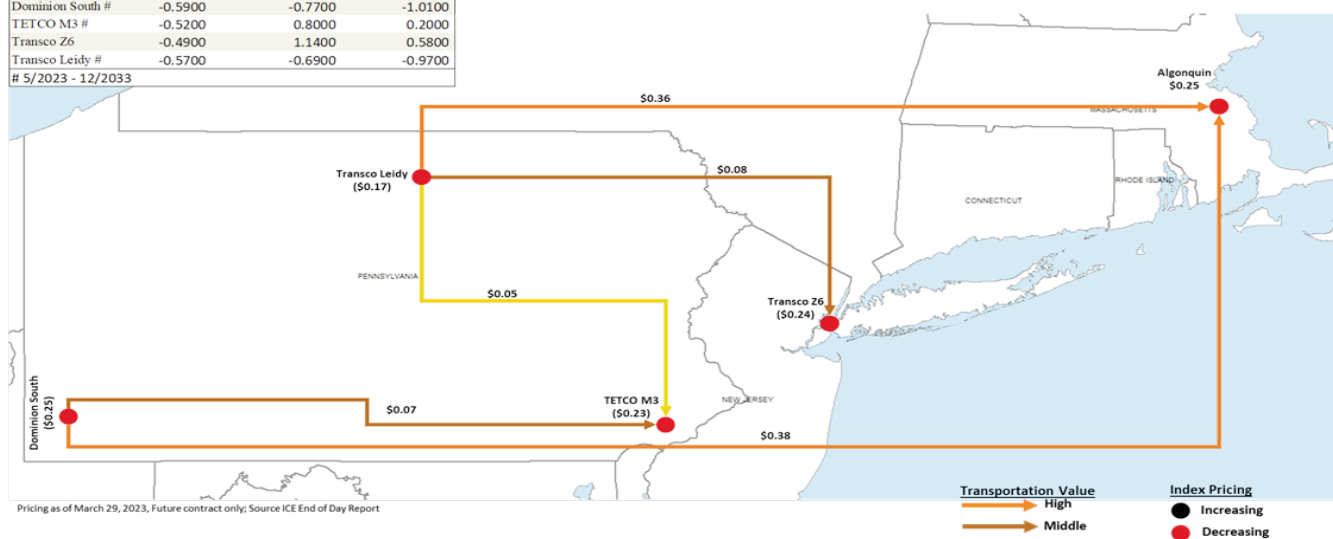 Dominion South # -0.5900 -0.7700 -1.0100
TETCO M3 # -0.5200 0.8000 0.2000
Transco Z6 -0.4900 1.1400 0.5800
Transco Leidy # -0.5700 -0.6900 -0.9700
# 5/2023 - 12/2033
Algonquin
$0.25
$0.36
MASSACHUSETTS
Transco Leidy
($0.17)
$0.08
RHODE ISLAND
CONNECTICUT
PENNSYLVANIA
$0.05
Transco Z6
($0.24)
Dominion South
($0.25)
$0.07
TETCO M3
($0.23)
NEW JERSEY
$0.38
Pricing as of March 29, 2023, Future contract only; Source ICE End of Day Report
Transportation Value
High
Middle
Index Pricing
Increasing
Decreasing